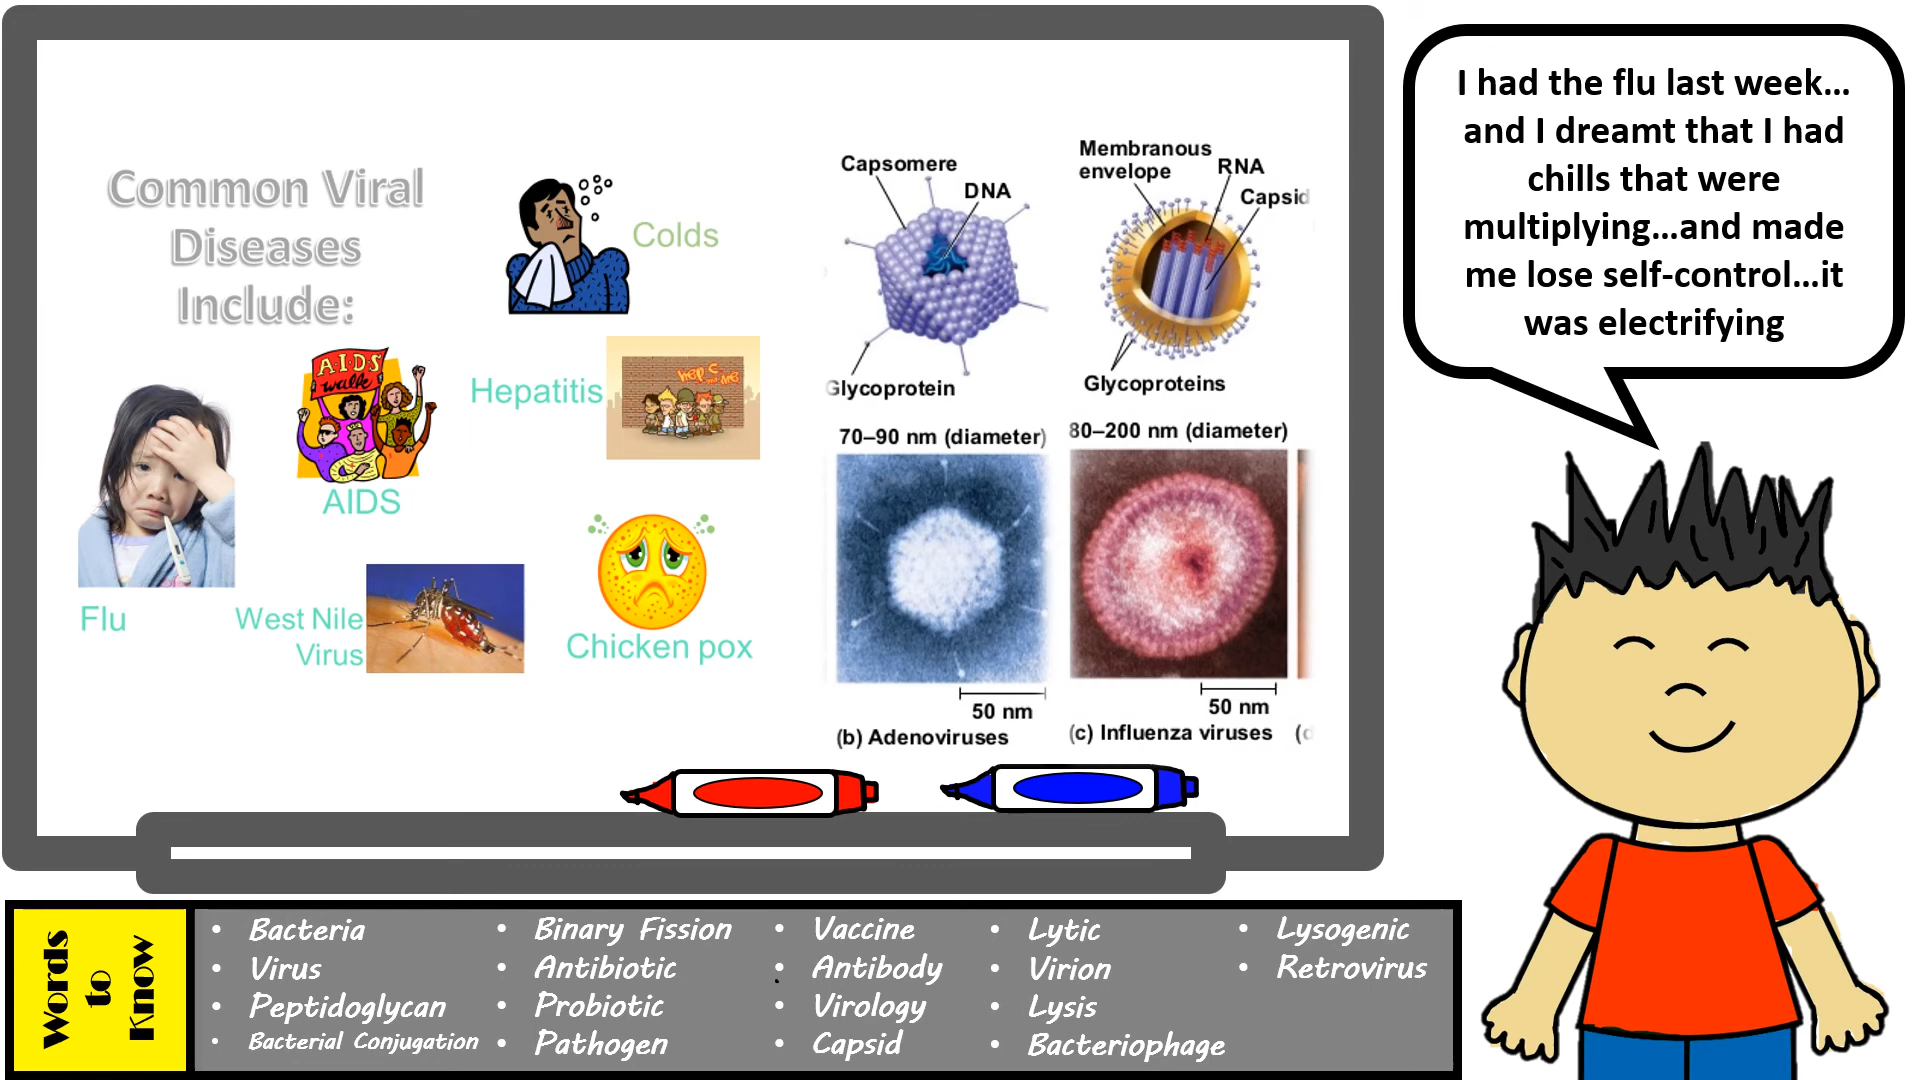 Common Viral
Diseases
Include:
Colds
A·I·D·S
walk
AIDS
Hepatitis
Hep C
and Me
Flu
West Nile
Virus
Chicken pox
Capsomere
DNA
Glycoprotein
70–90 nm (diameter)
50 nm
(b) Adenoviruses
Membranous
envelope
RNA
Capsid
Glycoproteins
80–200 nm (diameter)
50 nm
(c) Influenza viruses
(d
I had the flu last week...
and I dreamt that I had
chills that were
multiplying...and made
me lose self-control...it
was electrifying
Words
to
Know
• Bacteria
• Virus
• Peptidoglycan
• Bacterial Conjugation
• Binary Fission
• Antibiotic
• Probiotic
• Pathogen
• Vaccine
• Antibody
• Virology
• Capsid
• Lytic
• Virion
• Lysis
• Bacteriophage
• Lysogenic
• Retrovirus